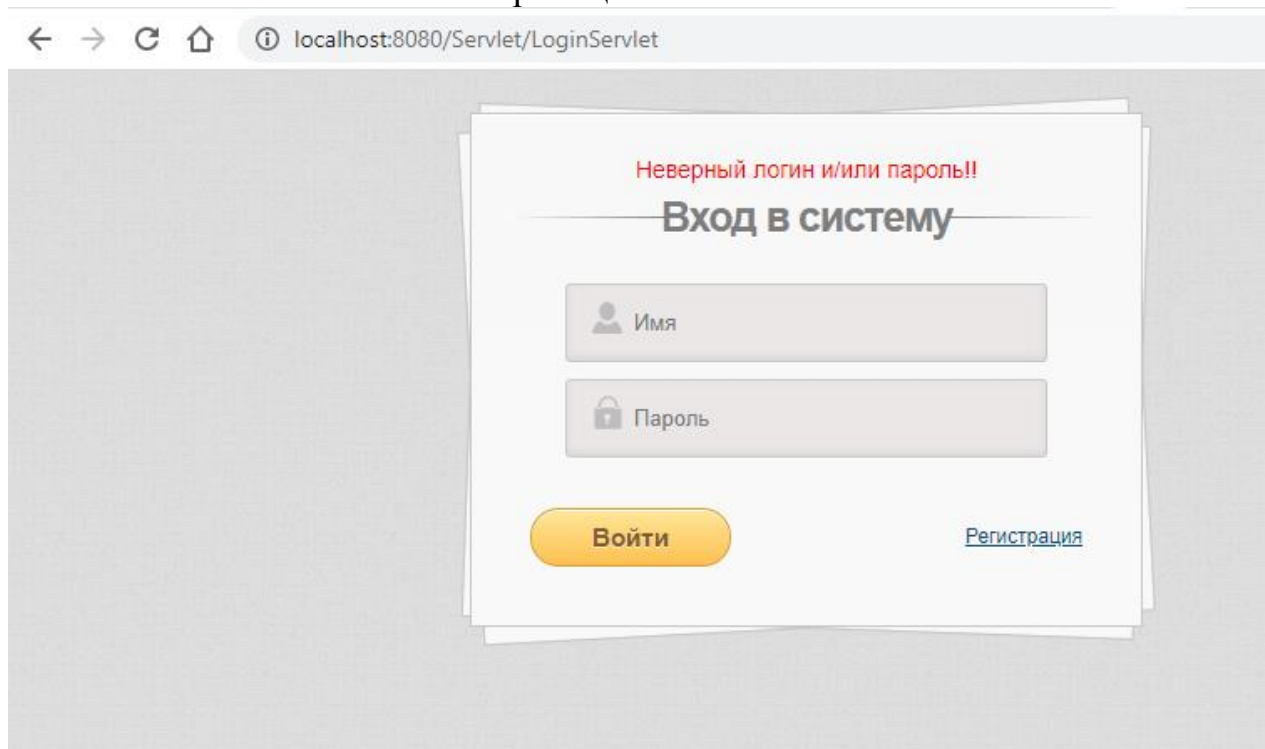 localhost:8080/Servlet/LoginServlet
Неверный логин и/или пароль!!
Вход в систему
Имя
Пароль
Войти
Регистрация